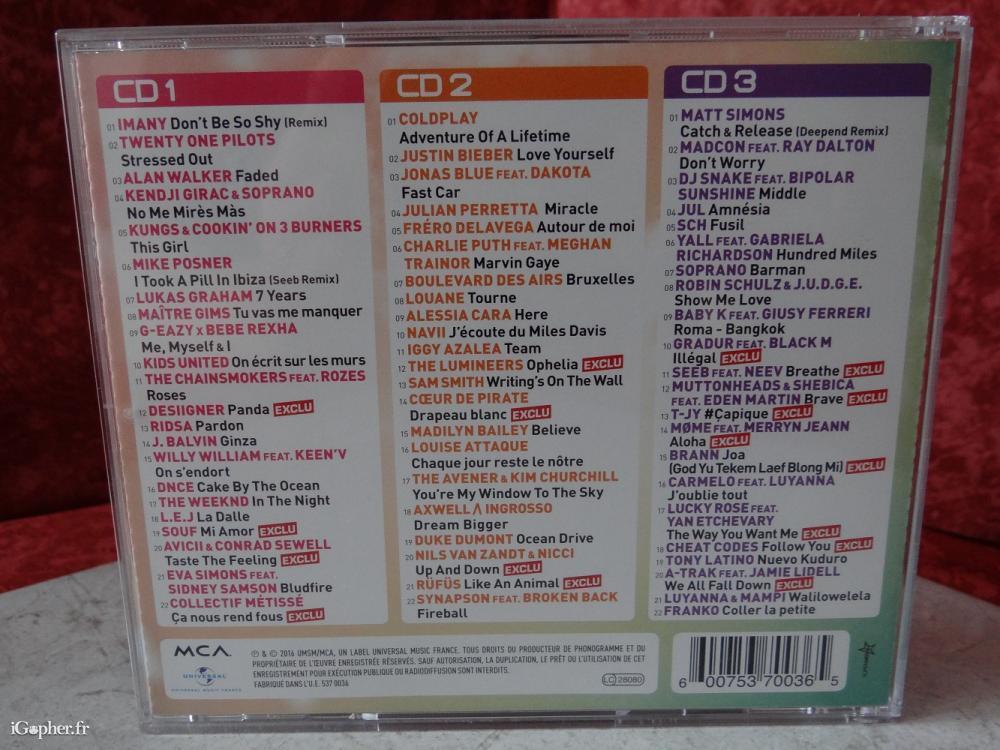 CD 1
01 IMANY Don't Be So Shy (Remix)
02 TWENTY ONE PILOTS
Stressed Out
03 ALAN WALKER Faded
04 KENDJI GIRAC & SOPRANO
No Me Mirès Màs
05 KUNGS & COOKIN' ON 3 BURNERS
This Girl
06 MIKE POSNER
I Took A Pill In Ibiza (Seeb Remix)
07 LUKAS GRAHAM 7 Years
08 MAÎTRE GIMS Tu vas me manquer
09 G-EAZY x BEBE REXHA
Me, Myself & I
10 KIDS UNITED On écrit sur les murs
11 THE CHAINSMOKERS FEAT. ROZES
Roses
12 DESIIGNER Panda EXCLU
13 RIDSA Pardon
14 J. BALVIN Ginza
15 WILLY WILLIAM FEAT. KEEN'V
On s'endort
16 DNCE Cake By The Ocean
17 THE WEEKND In The Night
18 L.E.J La Dalle
19 SOUF Mi Amor EXCLU
20 AVICII & CONRAD SEWELL
Taste The Feeling EXCLU
21 EVA SIMONS FEAT.
SIDNEY SAMSON Bludfire
22 COLLECTIF MÉTISSÉ
Ça nous rend fous EXCLU
CD 2
01 COLDPLAY
Adventure Of A Lifetime
02 JUSTIN BIEBER Love Yourself
03 JONAS BLUE FEAT. DAKOTA
Fast Car
04 JULIAN PERRETTA Miracle
05 FRÉRO DELAVEGA Autour de moi
06 CHARLIE PUTH FEAT. MEGHAN
TRAINOR Marvin Gaye
07 BOULEVARD DES AIRS Bruxelles
08 LOUANE Tourne
09 ALESSIA CARA Here
10 NAVII J'écoute du Miles Davis
11 IGGY AZALEA Team
12 THE LUMINEERS Ophelia EXCLU
13 SAM SMITH Writing's On The Wall
14 CŒUR DE PIRATE
Drapeau blanc EXCLU
15 MADILYN BAILEY Believe
16 LOUISE ATTAQUE
Chaque jour reste le nôtre
17 THE AVENER & KIM CHURCHILL
You're My Window To The Sky
18 AXWELL Λ INGROSSO
Dream Bigger
19 DUKE DUMONT Ocean Drive
20 NILS VAN ZANDT & NICCI
Up And Down EXCLU
21 RÜFÜS Like An Animal EXCLU
22 SYNAPSON FEAT. BROKEN BACK
Fireball
CD 3
01 MATT SIMONS
Catch & Release (Deepend Remix)
02 MADCON FEAT. RAY DALTON
Don't Worry
03 DJ SNAKE FEAT. BIPOLAR
SUNSHINE Middle
04 JUL Amnésia
05 SCH Fusil
06 YALL FEAT. GABRIELA
RICHARDSON Hundred Miles
07 SOPRANO Barman
08 ROBIN SCHULZ & J.U.D.G.E.
Show Me Love
09 BABY K FEAT. GIUSY FERRERI
Roma - Bangkok
10 GRADUR FEAT. BLACK M
Illégal EXCLU
11 SEEB FEAT. NEEV Breathe EXCLU
12 MUTTONHEADS & SHEBICA
FEAT. EDEN MARTIN Brave EXCLU
13 T-JY #Çapique EXCLU
14 MØME FEAT. MERRYN JEANN
Aloha EXCLU
15 BRANN Joa
(God Yu Tekem Laef Blong Mi) EXCLU
16 CARMELO FEAT. LUYANNA
J'oublie tout
17 LUCKY ROSE FEAT.
YAN ETCHEVARY
The Way You Want Me EXCLU
18 CHEAT CODES Follow You EXCLU
19 TONY LATINO Nuevo Kuduro
20 A-TRAK FEAT. JAMIE LIDELL
We All Fall Down EXCLU
21 LUYANNA & MAMPI Walilowelela
22 FRANKO Coller la petite
MCA
UNIVERSAL
UNIVERSAL MUSIC FRANCE
℗ & © 2016 UMSM/MCA, UN LABEL UNIVERSAL MUSIC FRANCE. TOUS DROITS DU PRODUCTEUR DE PHONOGRAMME ET DU
PROPRIÉTAIRE DE L'ŒUVRE ENREGISTRÉE RÉSERVÉS. SAUF AUTORISATION, LA DUPLICATION, LE PRÊT OU L'UTILISATION DE CET
ENREGISTREMENT POUR EXÉCUTION PUBLIQUE OU RADIODIFFUSION SONT INTERDITS.
FABRIQUÉ DANS L'U.E. 537 0036
LC 28080
6 00753 70036 5
iGopher.fr